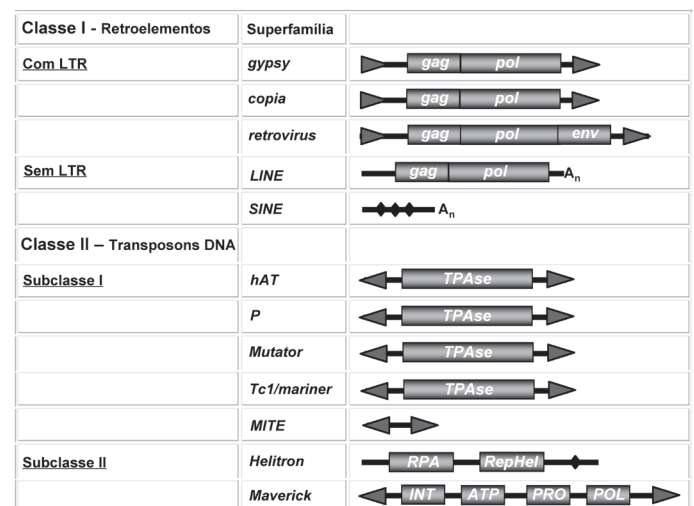 Classe I - Retroelementos Superfamília
Com LTR gypsy gag pol
copia gag pol
retrovirus gag pol env
Sem LTR LINE gag pol An
SINE An
Classe II – Transposons DNA
Subclasse I hAT TPAse
P TPAse
Mutator TPAse
Tc1/mariner TPAse
MITE
Subclasse II Helitron RPA RepHel
Maverick INT ATP PRO POL